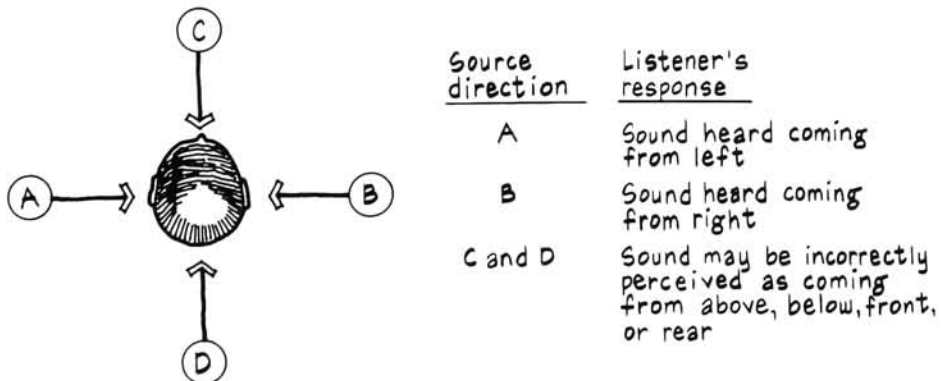 C
A
B
D
Source direction
Listener's response
A
Sound heard coming
from left
B
Sound heard coming
from right
C and D
Sound may be incorrectly
perceived as coming
from above, below, front,
or rear